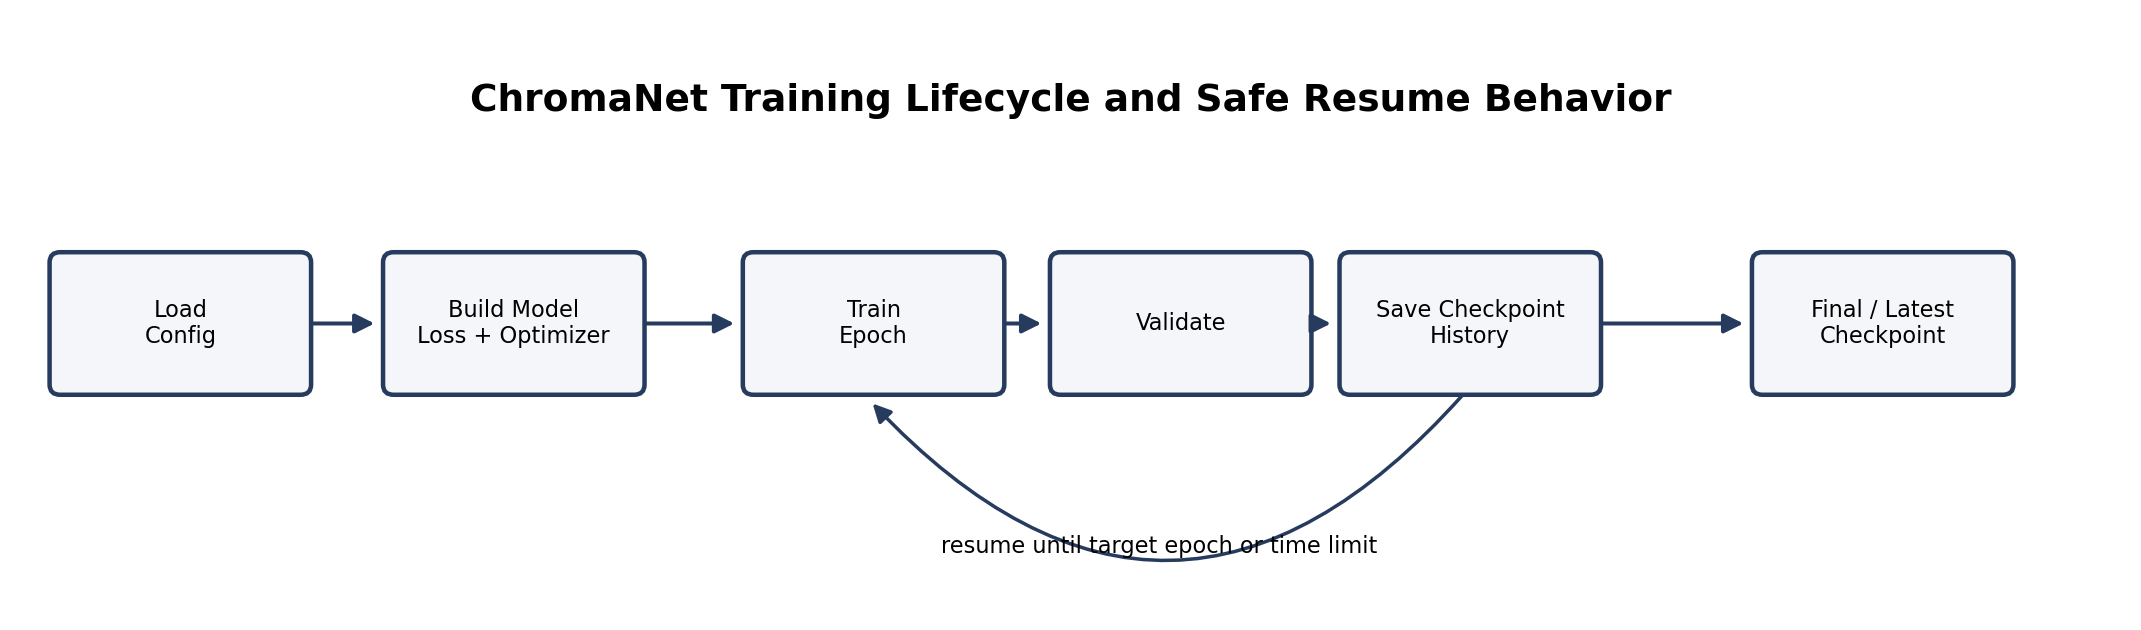 ChromaNet Training Lifecycle and Safe Resume Behavior
Load
Config
Build Model
Loss + Optimizer
Train
Epoch
Validate
Save Checkpoint
History
Final / Latest
Checkpoint
resume until target epoch or time limit